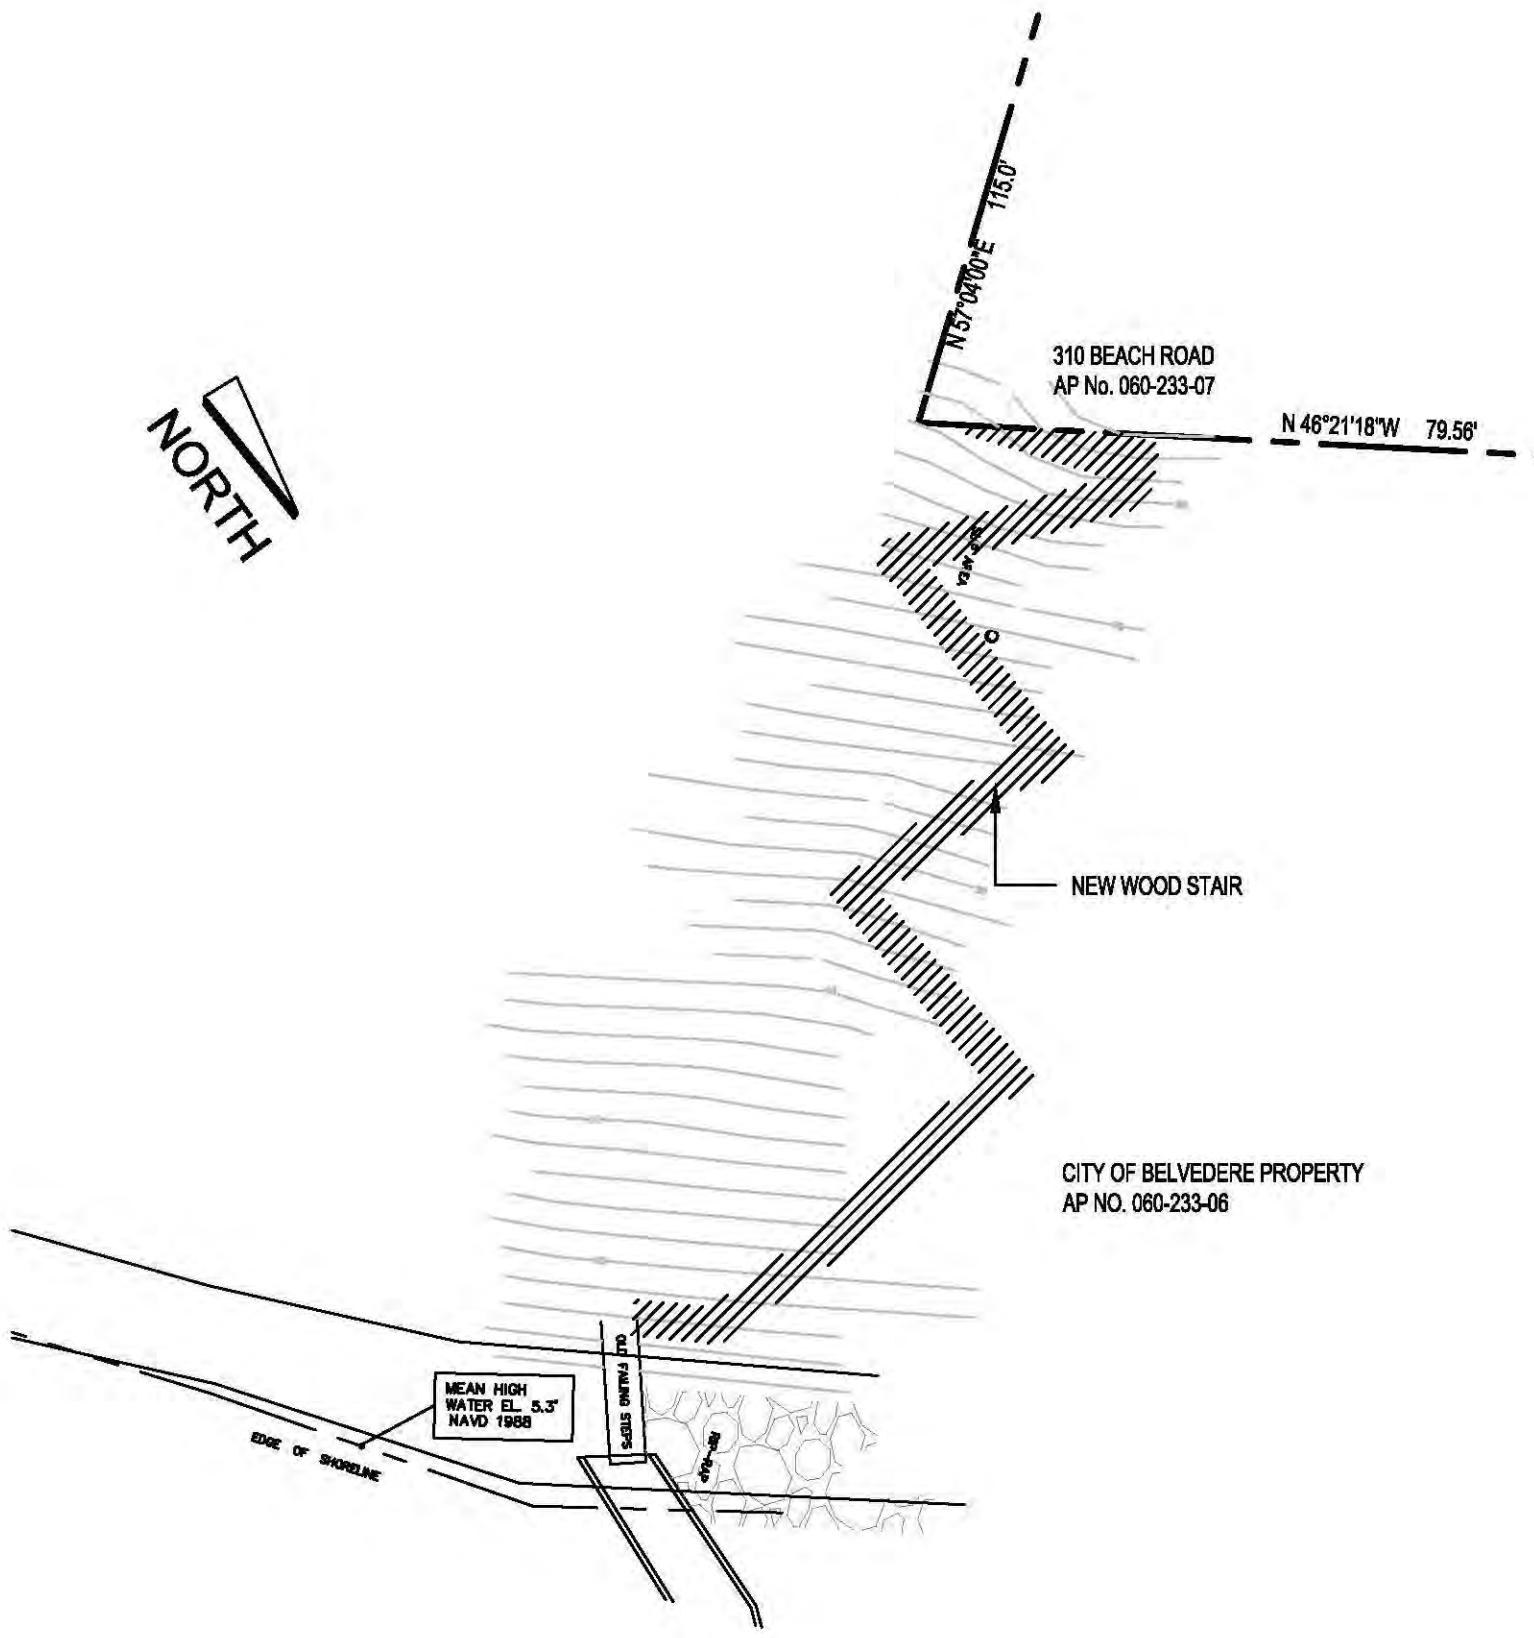 N 57°04'00"E 115.0'
310 BEACH ROAD
AP No. 060-233-07
N 46°21'18"W 79.56'
NORTH
AREA
NEW WOOD STAIR
CITY OF BELVEDERE PROPERTY
AP NO. 060-233-06
OLD FAILING STEPS
MEAN HIGH
WATER EL. 5.3'
NAVD 1988
RIP-RAP
EDGE OF SHORELINE